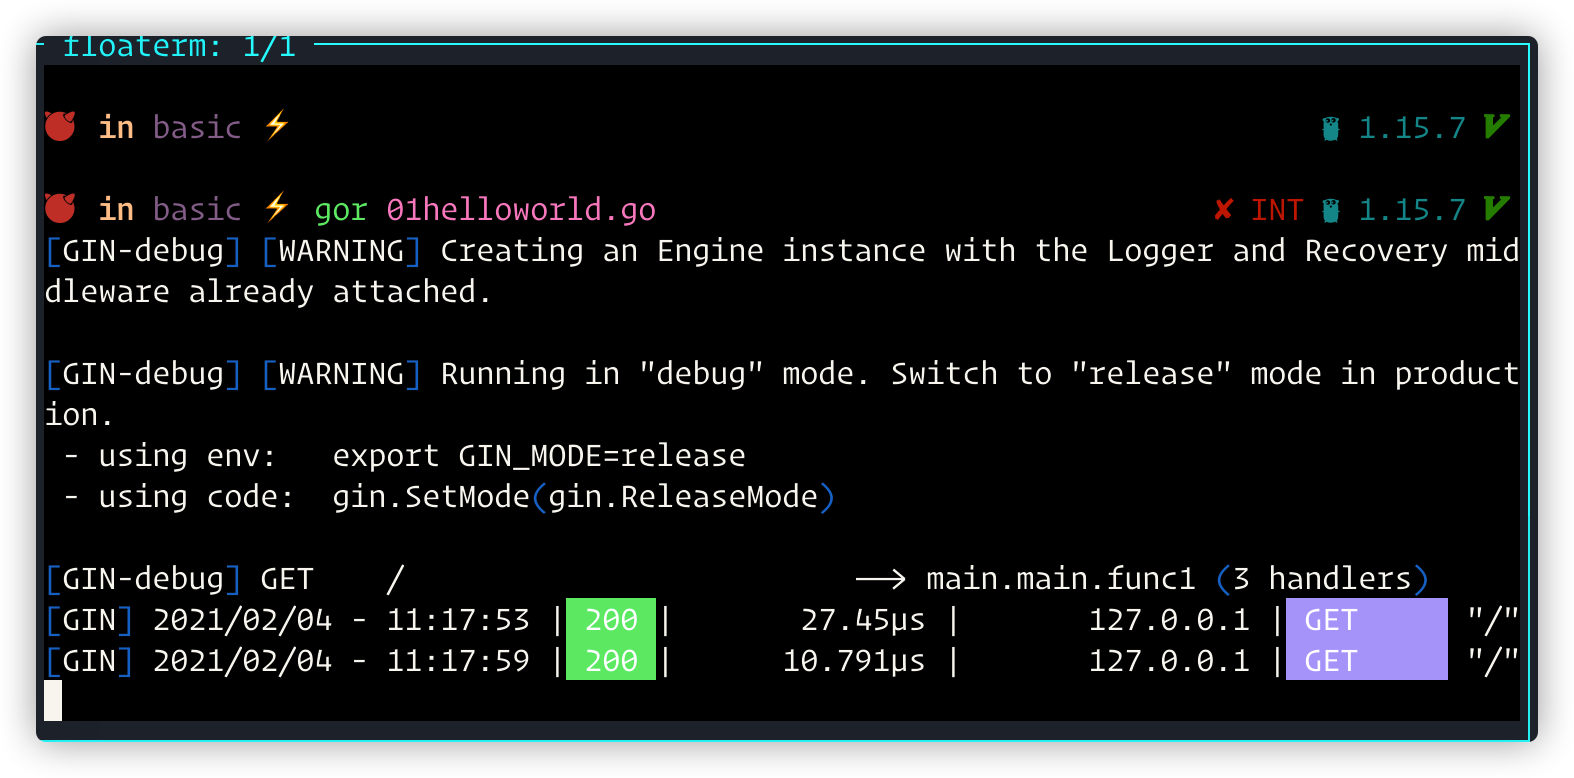 floaterm: 1/1
in basic ⚡ 1.15.7 V
in basic ⚡ gor 01helloworld.go ✘ INT 1.15.7 V
[GIN-debug] [WARNING] Creating an Engine instance with the Logger and Recovery mid
dleware already attached.
[GIN-debug] [WARNING] Running in "debug" mode. Switch to "release" mode in product
ion.
- using env:   export GIN_MODE=release
- using code:  gin.SetMode(gin.ReleaseMode)
[GIN-debug] GET    /                         --> main.main.func1 (3 handlers)
[GIN] 2021/02/04 - 11:17:53 | 200 |       27.45µs |       127.0.0.1 | GET      "/"
[GIN] 2021/02/04 - 11:17:59 | 200 |      10.791µs |       127.0.0.1 | GET      "/"